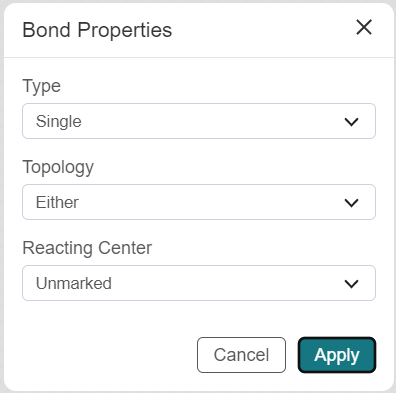 Bond Properties
Type
Single
Topology
Either
Reacting Center
Unmarked
Cancel Apply